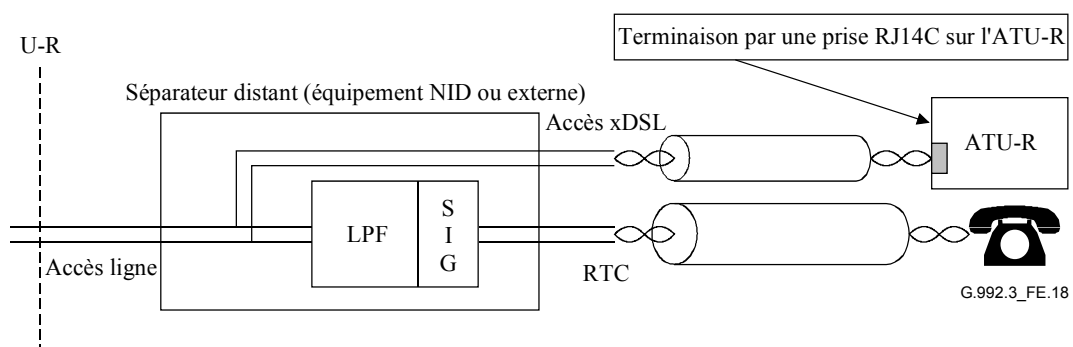 U-R
Terminaison par une prise RJ14C sur l'ATU-R
Séparateur distant (équipement NID ou externe)
Accès xDSL
ATU-R
LPF
S
I
G
Accès ligne
RTC
G.992.3_FE.18